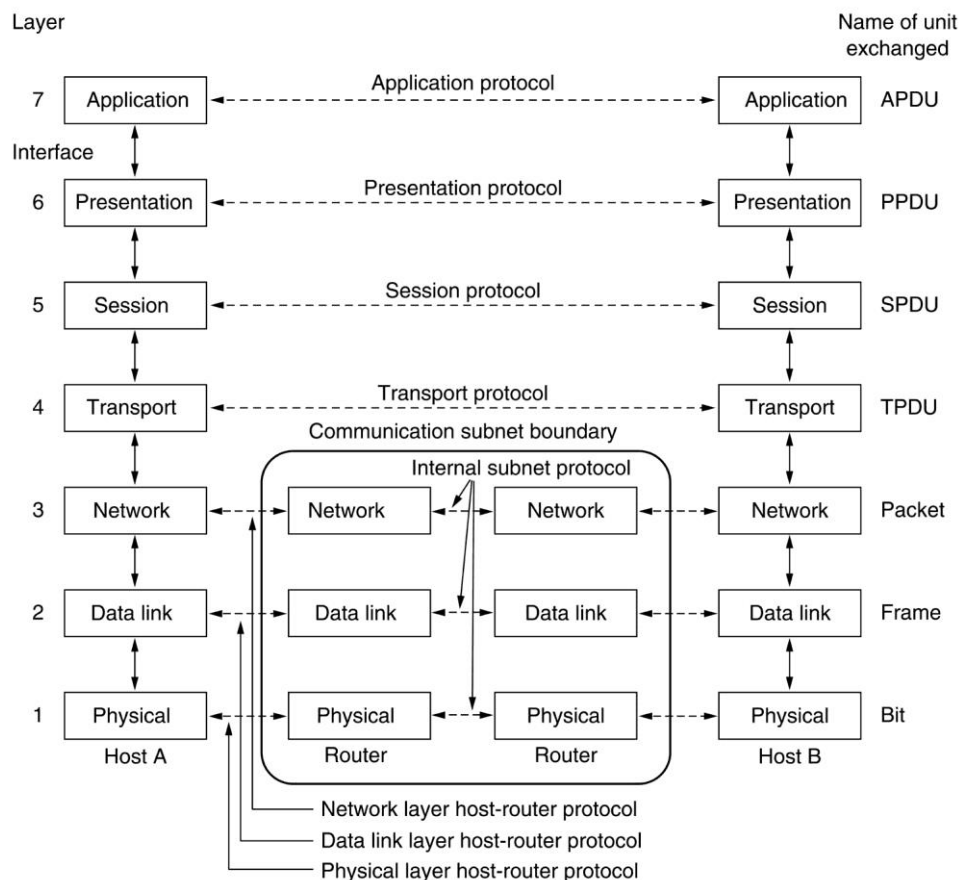 Layer
Name of unit
exchanged
Application protocol
7 Application Application APDU
Interface
Presentation protocol
6 Presentation Presentation PPDU
Session protocol
5 Session Session SPDU
Transport protocol
4 Transport Transport TPDU
Communication subnet boundary
Internal subnet protocol
3 Network Network Network Network Packet
2 Data link Data link Data link Data link Frame
1 Physical Physical Physical Physical Bit
Host A Router Router Host B
Network layer host-router protocol
Data link layer host-router protocol
Physical layer host-router protocol